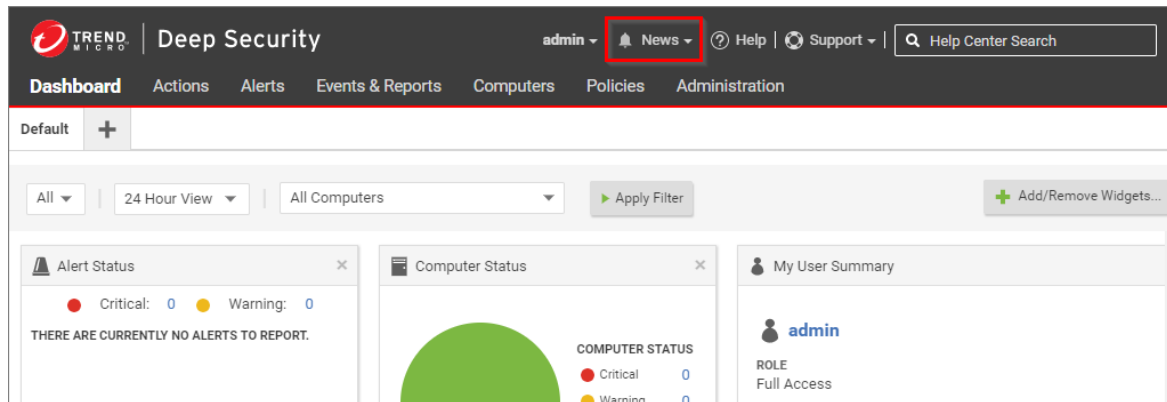 TREND MICRO | Deep Security
admin News Help | Support | Help Center Search
Dashboard Actions Alerts Events & Reports Computers Policies Administration
Default
All 24 Hour View All Computers Apply Filter Add/Remove Widgets...
Alert Status
Critical: 0 Warning: 0
THERE ARE CURRENTLY NO ALERTS TO REPORT.
Computer Status
COMPUTER STATUS
Critical 0
Warning 0
My User Summary
admin
ROLE
Full Access